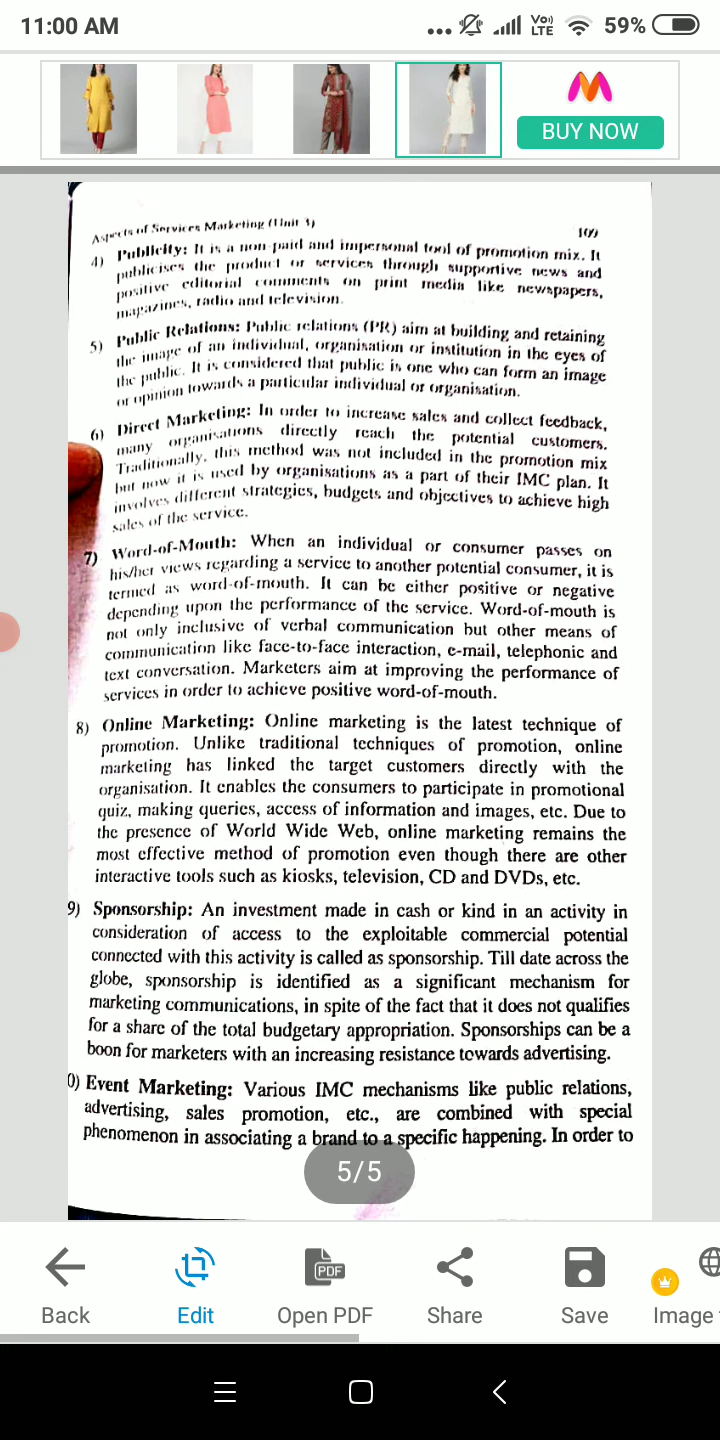 11:00 AM
Vo)) LTE 59%
BUY NOW
Aspects of Services Marketing (Unit 3)
109
4) Publicity: It is a non-paid and impersonal tool of promotion mix. It
publicises the product or services through supportive news and
positive editorial comments on print media like newspapers,
magazines, radio and television.
5) Public Relations: Public relations (PR) aim at building and retaining
the image of an individual, organisation or institution in the eyes of
the public. It is considered that public is one who can form an image
or opinion towards a particular individual or organisation.
6) Direct Marketing: In order to increase sales and collect feedback,
many organisations directly reach the potential customers.
Traditionally, this method was not included in the promotion mix
but now it is used by organisations as a part of their IMC plan. It
involves different strategies, budgets and objectives to achieve high
sales of the service.
7) Word-of-Mouth: When an individual or consumer passes on
his/her views regarding a service to another potential consumer, it is
termed as word-of-mouth. It can be either positive or negative
depending upon the performance of the service. Word-of-mouth is
not only inclusive of verbal communication but other means of
communication like face-to-face interaction, e-mail, telephonic and
text conversation. Marketers aim at improving the performance of
services in order to achieve positive word-of-mouth.
8) Online Marketing: Online marketing is the latest technique of
promotion. Unlike traditional techniques of promotion, online
marketing has linked the target customers directly with the
organisation. It enables the consumers to participate in promotional
quiz, making queries, access of information and images, etc. Due to
the presence of World Wide Web, online marketing remains the
most effective method of promotion even though there are other
interactive tools such as kiosks, television, CD and DVDs, etc.
9) Sponsorship: An investment made in cash or kind in an activity in
consideration of access to the exploitable commercial potential
connected with this activity is called as sponsorship. Till date across the
globe, sponsorship is identified as a significant mechanism for
marketing communications, in spite of the fact that it does not qualifies
for a share of the total budgetary appropriation. Sponsorships can be a
boon for marketers with an increasing resistance towards advertising.
0) Event Marketing: Various IMC mechanisms like public relations,
advertising, sales promotion, etc., are combined with special
phenomenon in associating a brand to a specific happening. In order to
5/5
PDF
Back Edit Open PDF Share Save Image